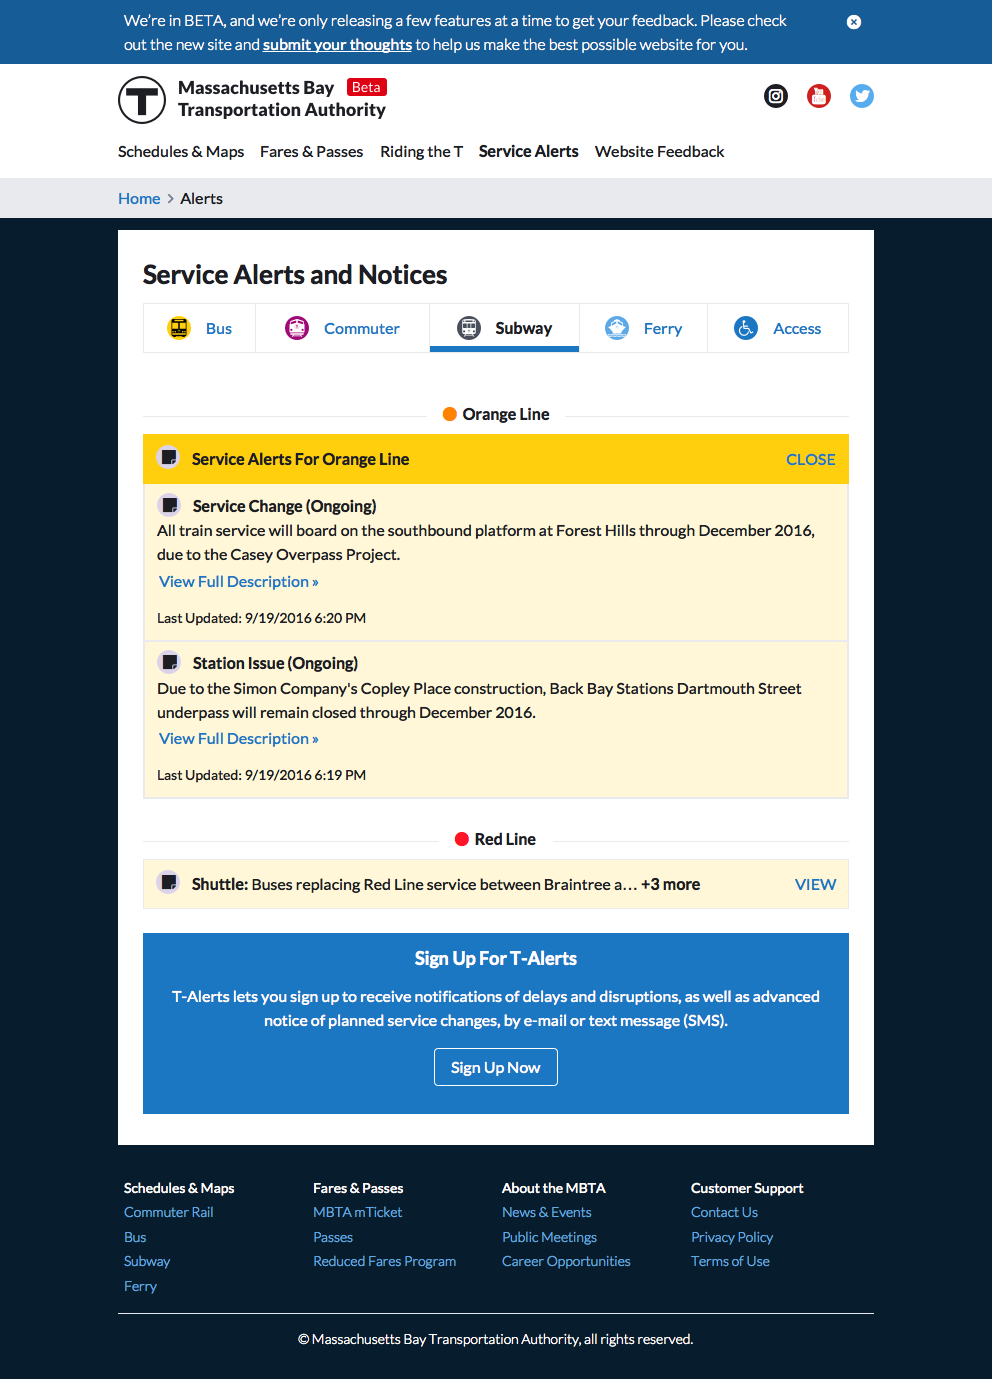 We're in BETA, and we're only releasing a few features at a time to get your feedback. Please check
out the new site and submit your thoughts to help us make the best possible website for you.
Massachusetts Bay Beta
Transportation Authority
Schedules & Maps Fares & Passes Riding the T Service Alerts Website Feedback
Home > Alerts
Service Alerts and Notices
Bus Commuter Subway Ferry Access
Orange Line
Service Alerts For Orange Line CLOSE
Service Change (Ongoing)
All train service will board on the southbound platform at Forest Hills through December 2016,
due to the Casey Overpass Project.
View Full Description »
Last Updated: 9/19/2016 6:20 PM
Station Issue (Ongoing)
Due to the Simon Company's Copley Place construction, Back Bay Stations Dartmouth Street
underpass will remain closed through December 2016.
View Full Description »
Last Updated: 9/19/2016 6:19 PM
Red Line
Shuttle: Buses replacing Red Line service between Braintree a... +3 more VIEW
Sign Up For T-Alerts
T-Alerts lets you sign up to receive notifications of delays and disruptions, as well as advanced
notice of planned service changes, by e-mail or text message (SMS).
Sign Up Now
Schedules & Maps Fares & Passes About the MBTA Customer Support
Commuter Rail MBTA mTicket News & Events Contact Us
Bus Passes Public Meetings Privacy Policy
Subway Reduced Fares Program Career Opportunities Terms of Use
Ferry
© Massachusetts Bay Transportation Authority, all rights reserved.